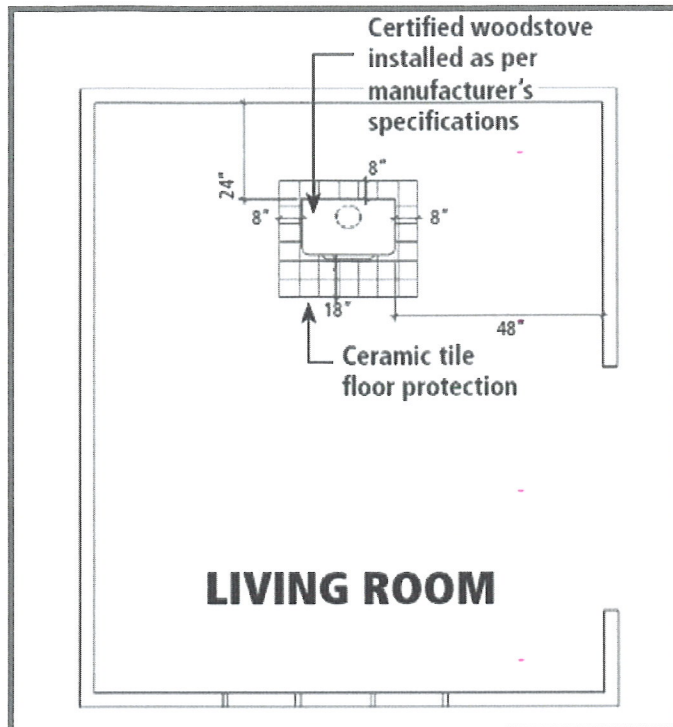 Certified woodstove
installed as per
manufacturer's
specifications
24"
8"
8"
8"
18"
48"
Ceramic tile
floor protection
LIVING ROOM